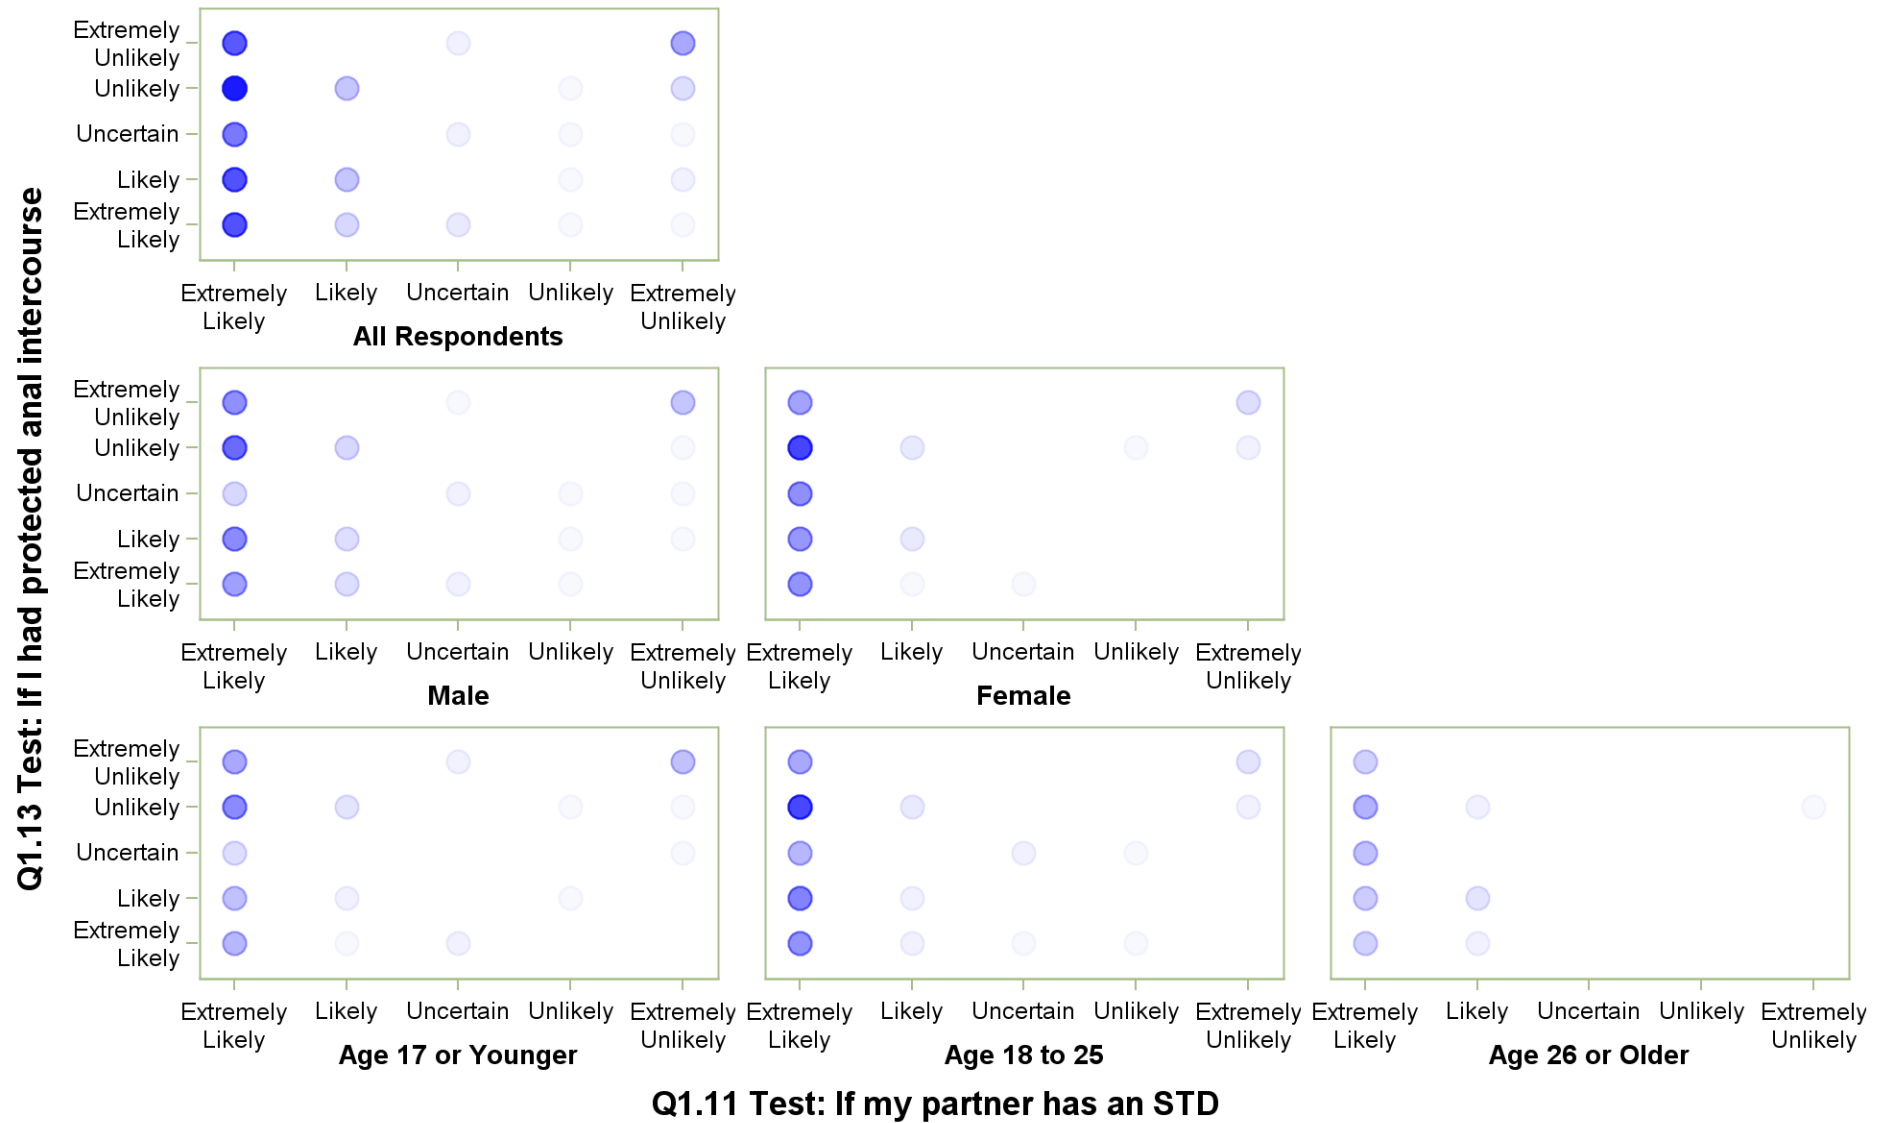 Q1.13 Test: If I had protected anal intercourse
Extremely
Unlikely
Unlikely
Uncertain
Likely
Extremely
Likely
Extremely
Likely
Likely
Uncertain
Unlikely
Extremely
Unlikely
All Respondents
Extremely
Unlikely
Unlikely
Uncertain
Likely
Extremely
Likely
Extremely
Likely
Likely
Uncertain
Unlikely
Extremely
Unlikely
Male
Extremely
Likely
Likely
Uncertain
Unlikely
Extremely
Unlikely
Female
Extremely
Unlikely
Unlikely
Uncertain
Likely
Extremely
Likely
Extremely
Likely
Likely
Uncertain
Unlikely
Extremely
Unlikely
Age 17 or Younger
Extremely
Likely
Likely
Uncertain
Unlikely
Extremely
Unlikely
Age 18 to 25
Extremely
Likely
Likely
Uncertain
Unlikely
Extremely
Unlikely
Age 26 or Older
Q1.11 Test: If my partner has an STD